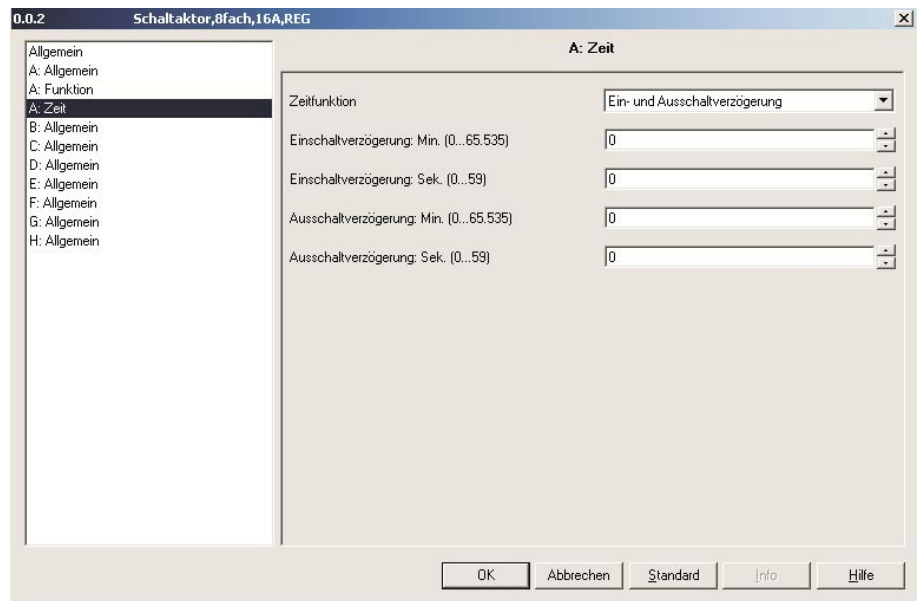 0.0.2 Schaltaktor,8fach,16A,REG
Allgemein
A: Allgemein
A: Funktion
A: Zeit
B: Allgemein
C: Allgemein
D: Allgemein
E: Allgemein
F: Allgemein
G: Allgemein
H: Allgemein
A: Zeit
Zeitfunktion Ein- und Ausschaltverzögerung
Einschaltverzögerung: Min. (0...65.535) 0
Einschaltverzögerung: Sek. (0...59) 0
Ausschaltverzögerung: Min. (0...65.535) 0
Ausschaltverzögerung: Sek. (0...59) 0
OK Abbrechen Standard Info Hilfe